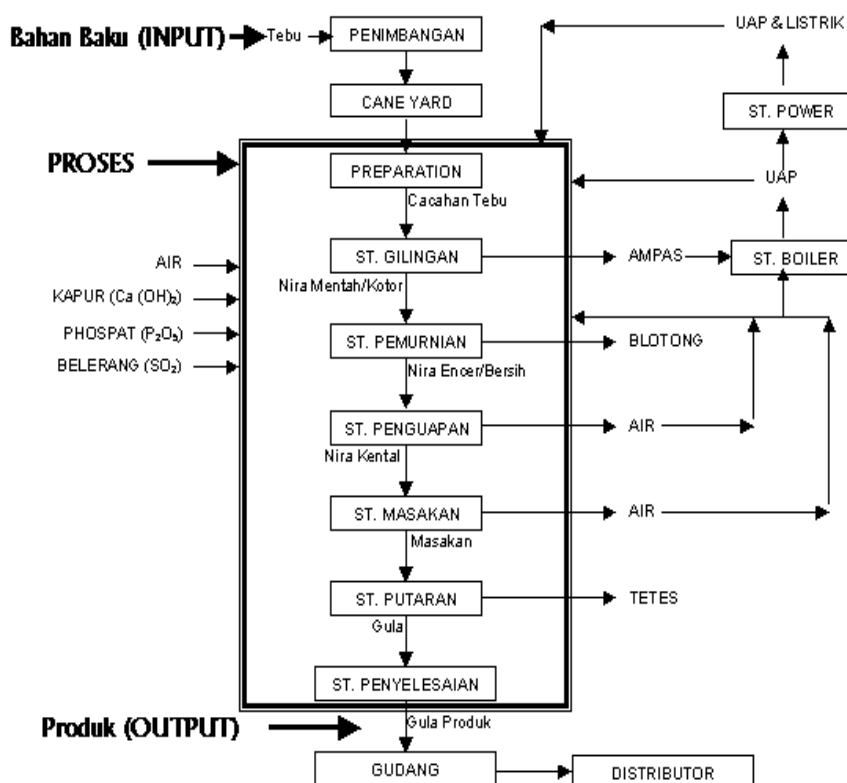 Bahan Baku (INPUT)
Tebu
PENIMBANGAN
UAP & LISTRIK
CANE YARD
ST. POWER
PROSES
PREPARATION
UAP
Cacahan Tebu
AIR
ST. GILINGAN
AMPAS
ST. BOILER
Nira Mentah/Kotor
KAPUR (Ca (OH)₂)
PHOSPAT (P₂O₅)
ST. PEMURNIAN
BLOTONG
BELERANG (SO₂)
Nira Encer/Bersih
ST. PENGUAPAN
AIR
Nira Kental
ST. MASAKAN
AIR
Masakan
ST. PUTARAN
TETES
Gula
ST. PENYELESAIAN
Produk (OUTPUT)
Gula Produk
GUDANG
DISTRIBUTOR